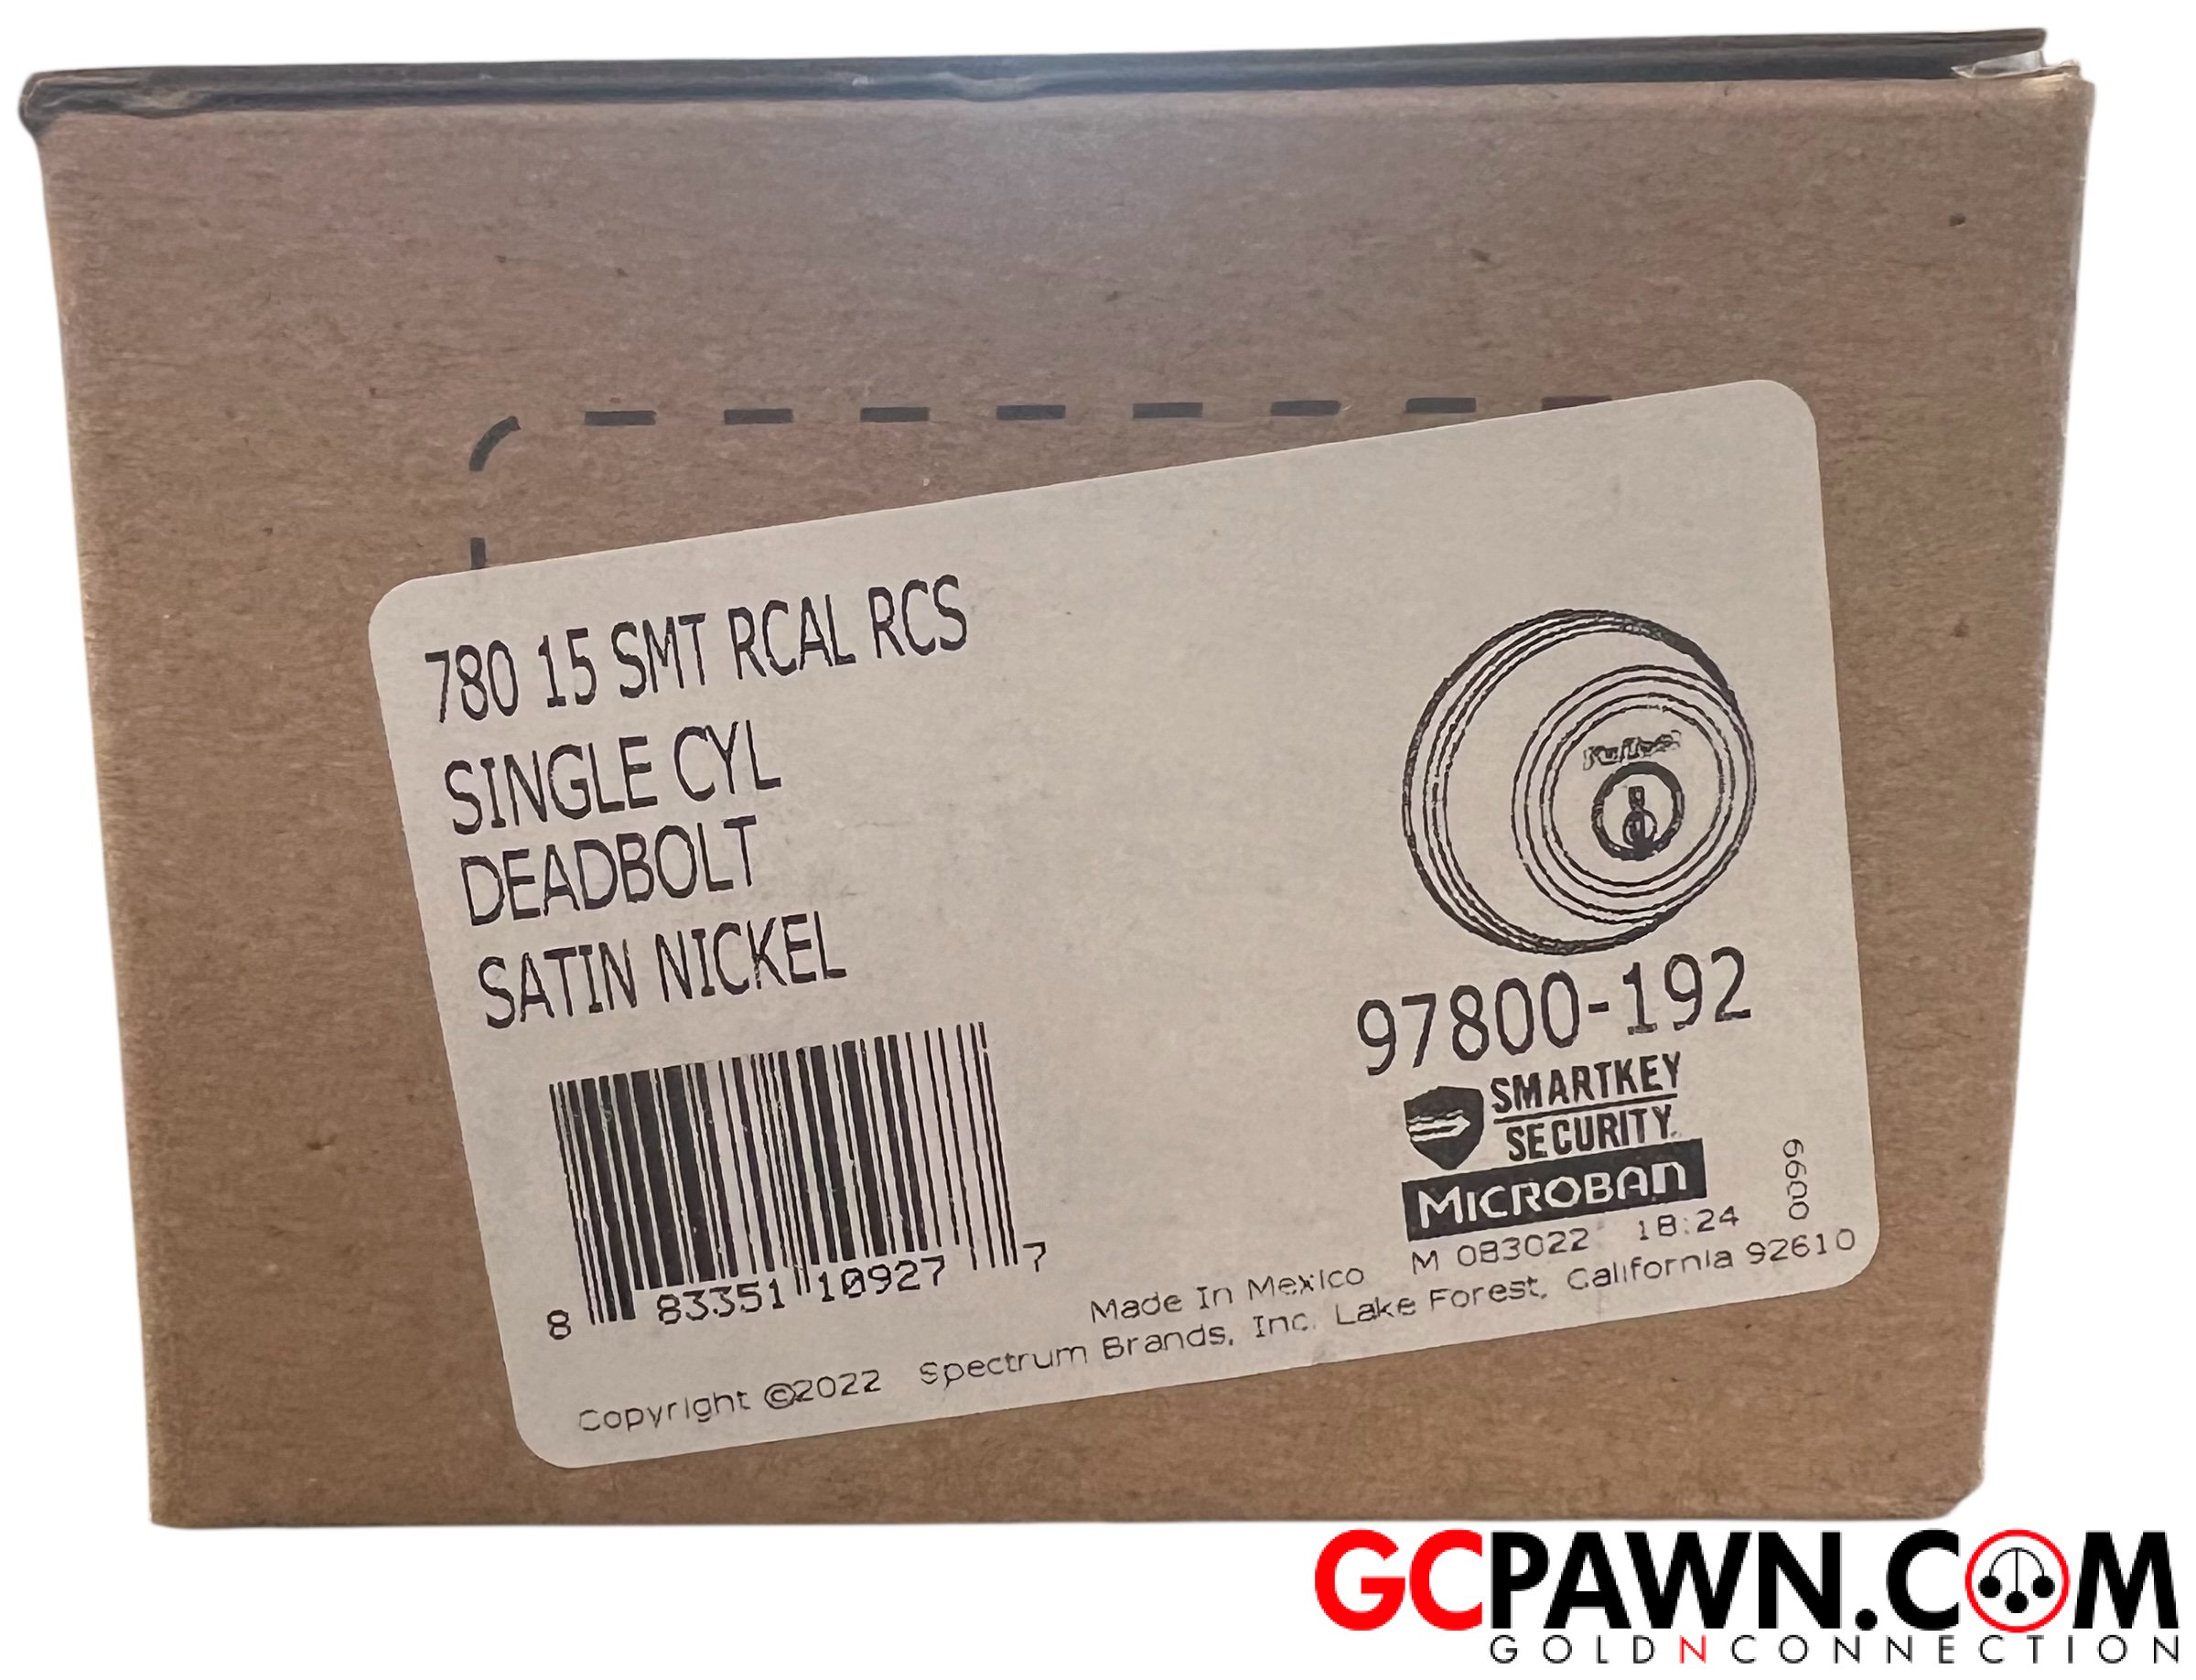 780 15 SMT RCAL RCS
SINGLE CYL
DEADBOLT
SATIN NICKEL
97800-192
SMARTKEY
SECURITY
MICROBAN
8 83351 10927 7
Made In Mexico M 083022 18:24
0099
Copyright ©2022 Spectrum Brands, Inc. Lake Forest, California 92610
GCPAWN.COM
GOLDNCONNECTION